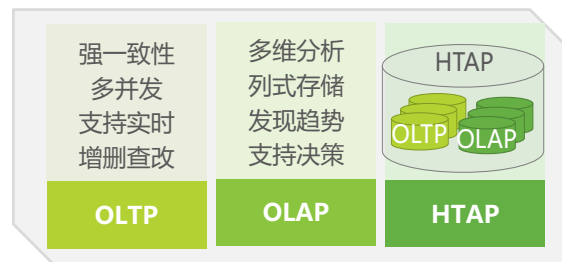 强一致性
多并发
支持实时
增删查改
OLTP
多维分析
列式存储
发现趋势
支持决策
OLAP
HTAP
OLTP
OLAP
HTAP